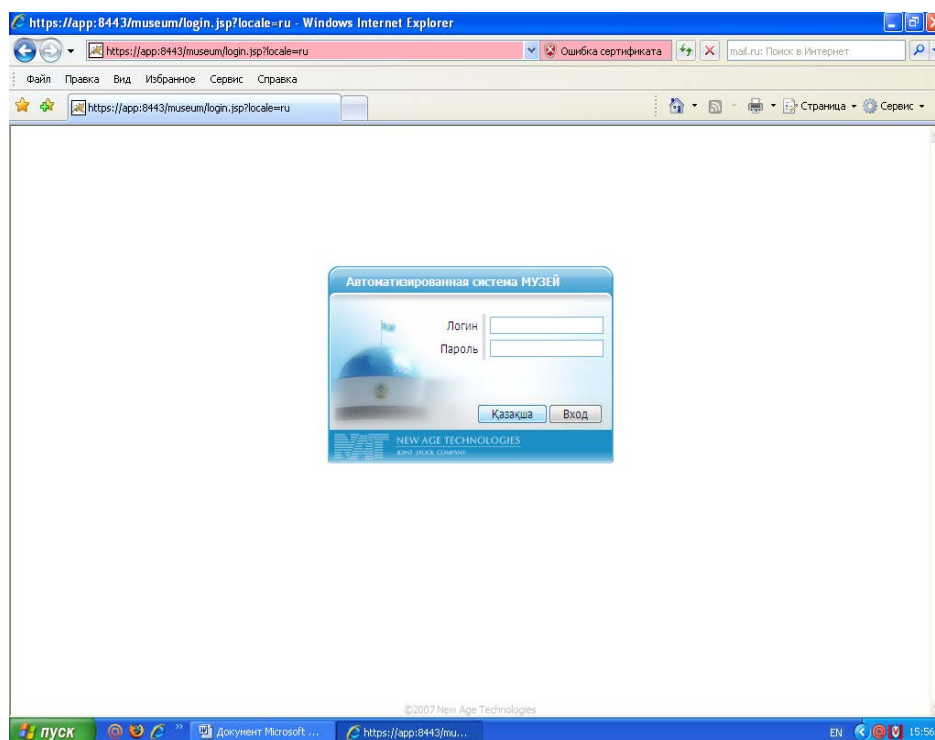 https://app:8443/museum/login.jsp?locale=ru - Windows Internet Explorer
https://app:8443/museum/login.jsp?locale=ru
Ошибка сертификата
mail.ru: Поиск в Интернет
Файл Правка Вид Избранное Сервис Справка
https://app:8443/museum/login.jsp?locale=ru
Страница
Сервис
Автоматизированная система МУЗЕЙ
Логин
Пароль
Қазақша
Вход
NAT
NEW AGE TECHNOLOGIES
JOINT STOCK COMPANY
©2007 New Age Technologies
пуск
Документ Microsoft ...
https://app:8443/mu...
EN
15:56